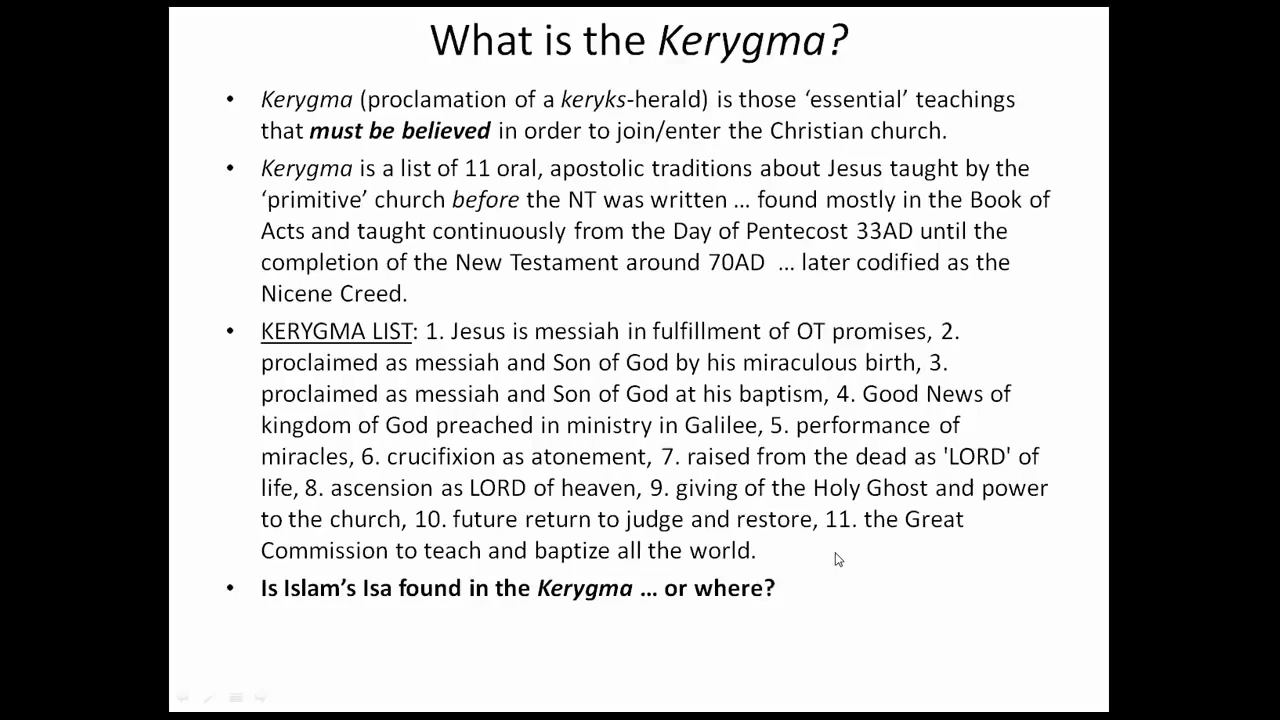 What is the Kerygma?
• Kerygma (proclamation of a keryks-herald) is those ‘essential’ teachings
that must be believed in order to join/enter the Christian church.
• Kerygma is a list of 11 oral, apostolic traditions about Jesus taught by the
‘primitive’ church before the NT was written … found mostly in the Book of
Acts and taught continuously from the Day of Pentecost 33AD until the
completion of the New Testament around 70AD … later codified as the
Nicene Creed.
• KERYGMA LIST: 1. Jesus is messiah in fulfillment of OT promises, 2.
proclaimed as messiah and Son of God by his miraculous birth, 3.
proclaimed as messiah and Son of God at his baptism, 4. Good News of
kingdom of God preached in ministry in Galilee, 5. performance of
miracles, 6. crucifixion as atonement, 7. raised from the dead as 'LORD' of
life, 8. ascension as LORD of heaven, 9. giving of the Holy Ghost and power
to the church, 10. future return to judge and restore, 11. the Great
Commission to teach and baptize all the world.
• Is Islam’s Isa found in the Kerygma … or where?